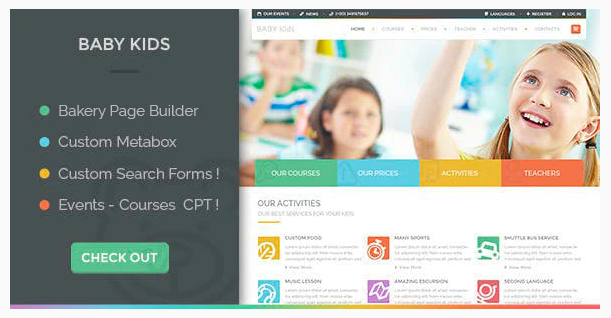 BABY KIDS
Bakery Page Builder
Custom Metabox
Custom Search Forms !
Events - Courses CPT !
CHECK OUT
OUR EVENTS NEWS LANGUAGES REGISTER LOG IN
BABY KIDS HOME COURSES PRICES TEACHER ACTIVITIES CONTACTS
OUR COURSES OUR PRICES ACTIVITIES TEACHERS
OUR ACTIVITIES
OUR BEST SERVICES FOR YOUR KIDS
CUSTOM FOOD MANY SPORTS SHUTTLE BUS SERVICE
View More View More View More
MUSIC LESSON AMAZING EXCURSION SECOND LANGUAGE